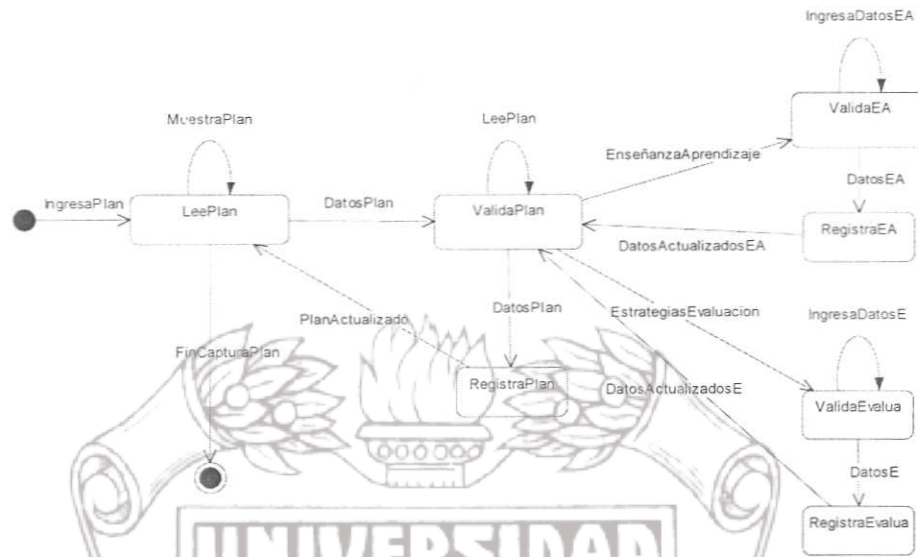 IngresaDatosEA
ValidaEA
MuestraPlan
LeePlan
EnseñanzaAprendizaje
DatosEA
IngresaPlan
LeePlan
DatosPlan
ValidaPlan
RegistraEA
DatosActualizadosEA
DatosPlan
EstrategiasEvaluacion
IngresaDatosE
PlanActualizado
FinCapturaPlan
RegistraPlan
DatosActualizadosE
ValidaEvalua
DatosE
RegistraEvalua
UNIVERSIDAD